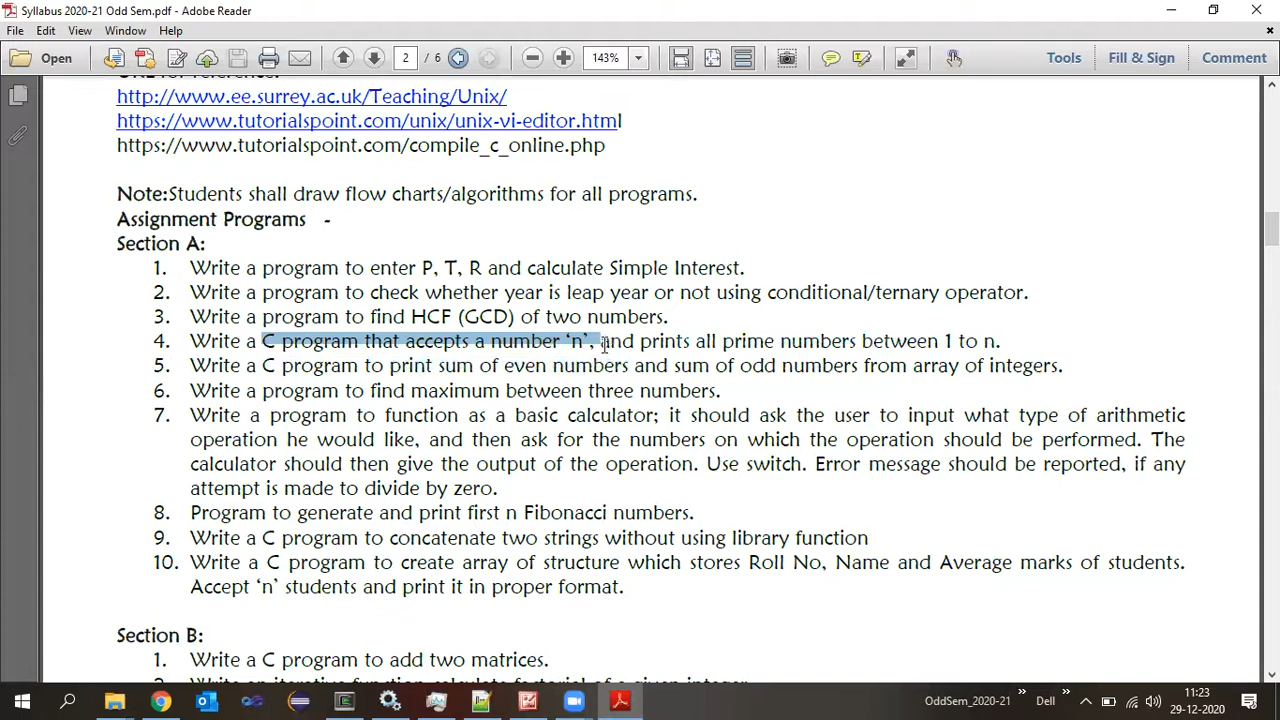 Syllabus 2020-21 Odd Sem.pdf - Adobe Reader
File Edit View Window Help
Open 2 / 6 143% Tools Fill & Sign Comment
URL for reference:
http://www.ee.surrey.ac.uk/Teaching/Unix/
https://www.tutorialspoint.com/unix/unix-vi-editor.html
https://www.tutorialspoint.com/compile_c_online.php
Note:Students shall draw flow charts/algorithms for all programs.
Assignment Programs -
Section A:
1. Write a program to enter P, T, R and calculate Simple Interest.
2. Write a program to check whether year is leap year or not using conditional/ternary operator.
3. Write a program to find HCF (GCD) of two numbers.
4. Write a C program that accepts a number ‘n’, and prints all prime numbers between 1 to n.
5. Write a C program to print sum of even numbers and sum of odd numbers from array of integers.
6. Write a program to find maximum between three numbers.
7. Write a program to function as a basic calculator; it should ask the user to input what type of arithmetic
operation he would like, and then ask for the numbers on which the operation should be performed. The
calculator should then give the output of the operation. Use switch. Error message should be reported, if any
attempt is made to divide by zero.
8. Program to generate and print first n Fibonacci numbers.
9. Write a C program to concatenate two strings without using library function
10. Write a C program to create array of structure which stores Roll No, Name and Average marks of students.
Accept ‘n’ students and print it in proper format.
Section B:
1. Write a C program to add two matrices.
2. Write an iterative function calculate factorial of a given integer
OddSem_2020-21 » Dell » 11:23
29-12-2020